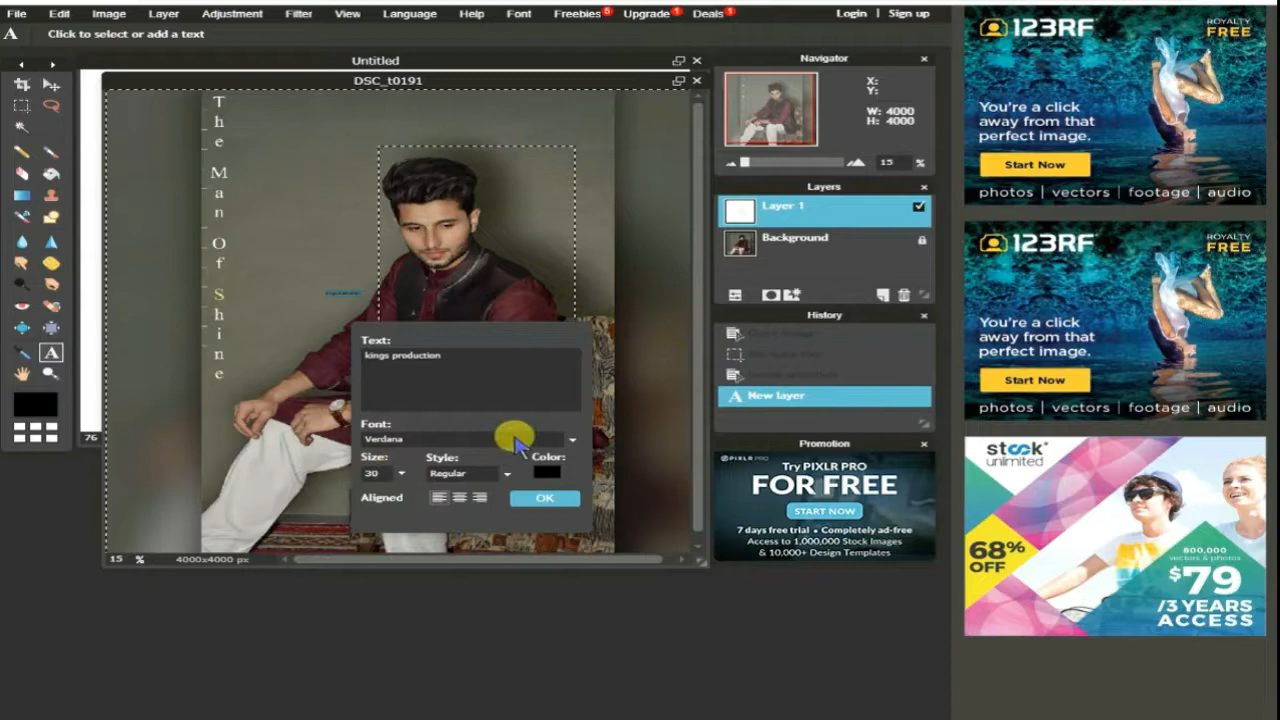 File Edit Image Layer Adjustment Filter View Language Help Font Freebies 5 Upgrade 1 Deals 1 Login | Sign up
A Click to select or add a text
Untitled
DSC_t0191
The Man Of Shine
76
Text:
kings production
Font:
Verdana
Size: Style: Color:
30 Regular
Aligned OK
15 % 4000x4000 px
Navigator
X:
Y:
W: 4000
H: 4000
15 %
Layers
Layer 1
Background
History
A New layer
Promotion
PIXLR PRO
Try PIXLR PRO
FOR FREE
START NOW
7 days free trial • Completely ad-free
Access to 1,000,000 Stock Images
& 10,000+ Design Templates
123RF ROYALTY FREE
You're a click
away from that
perfect image.
Start Now
photos | vectors | footage | audio
123RF ROYALTY FREE
You're a click
away from that
perfect image.
Start Now
photos | vectors | footage | audio
stock
unlimited
68%
OFF
800,000
vectors & photos
$79
/3 YEARS
ACCESS